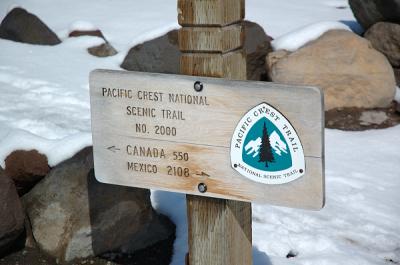 PACIFIC CREST NATIONAL
SCENIC TRAIL
NO. 2000
CANADA 550
MEXICO 2108
PACIFIC CREST TRAIL
NATIONAL SCENIC TRAIL